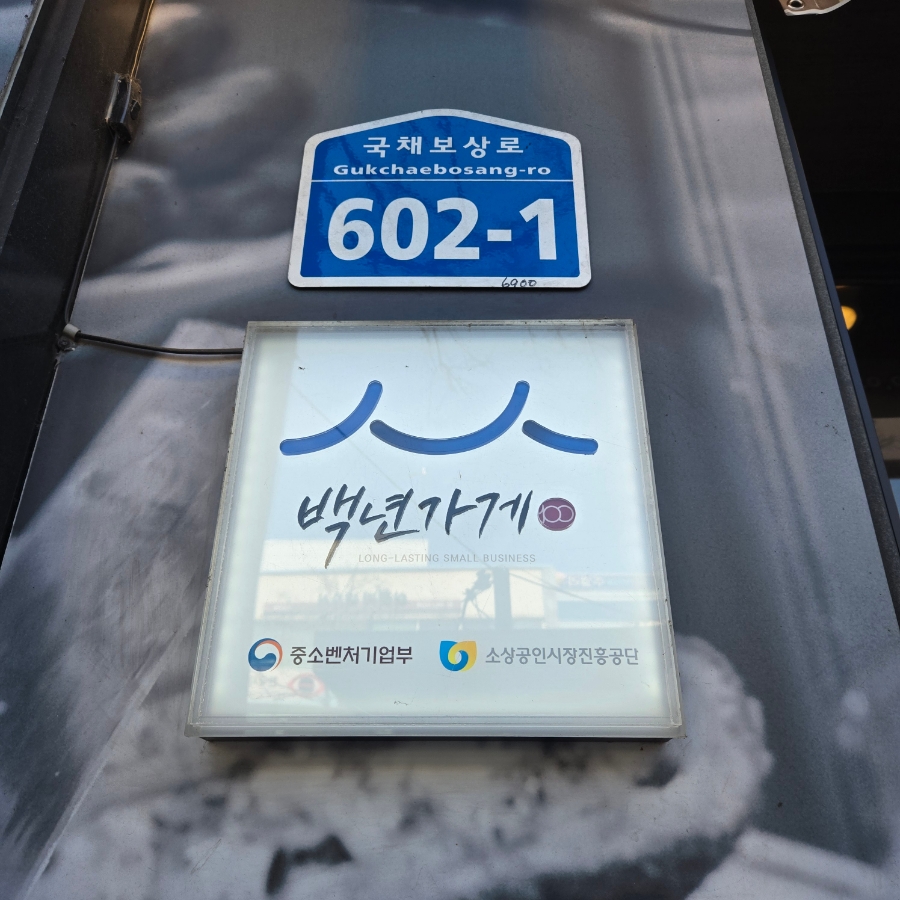 국채보상로
Gukchaebosang-ro
602-1
6900
백년가게 100
LONG-LASTING SMALL BUSINESS
중소벤처기업부 소상공인시장진흥공단